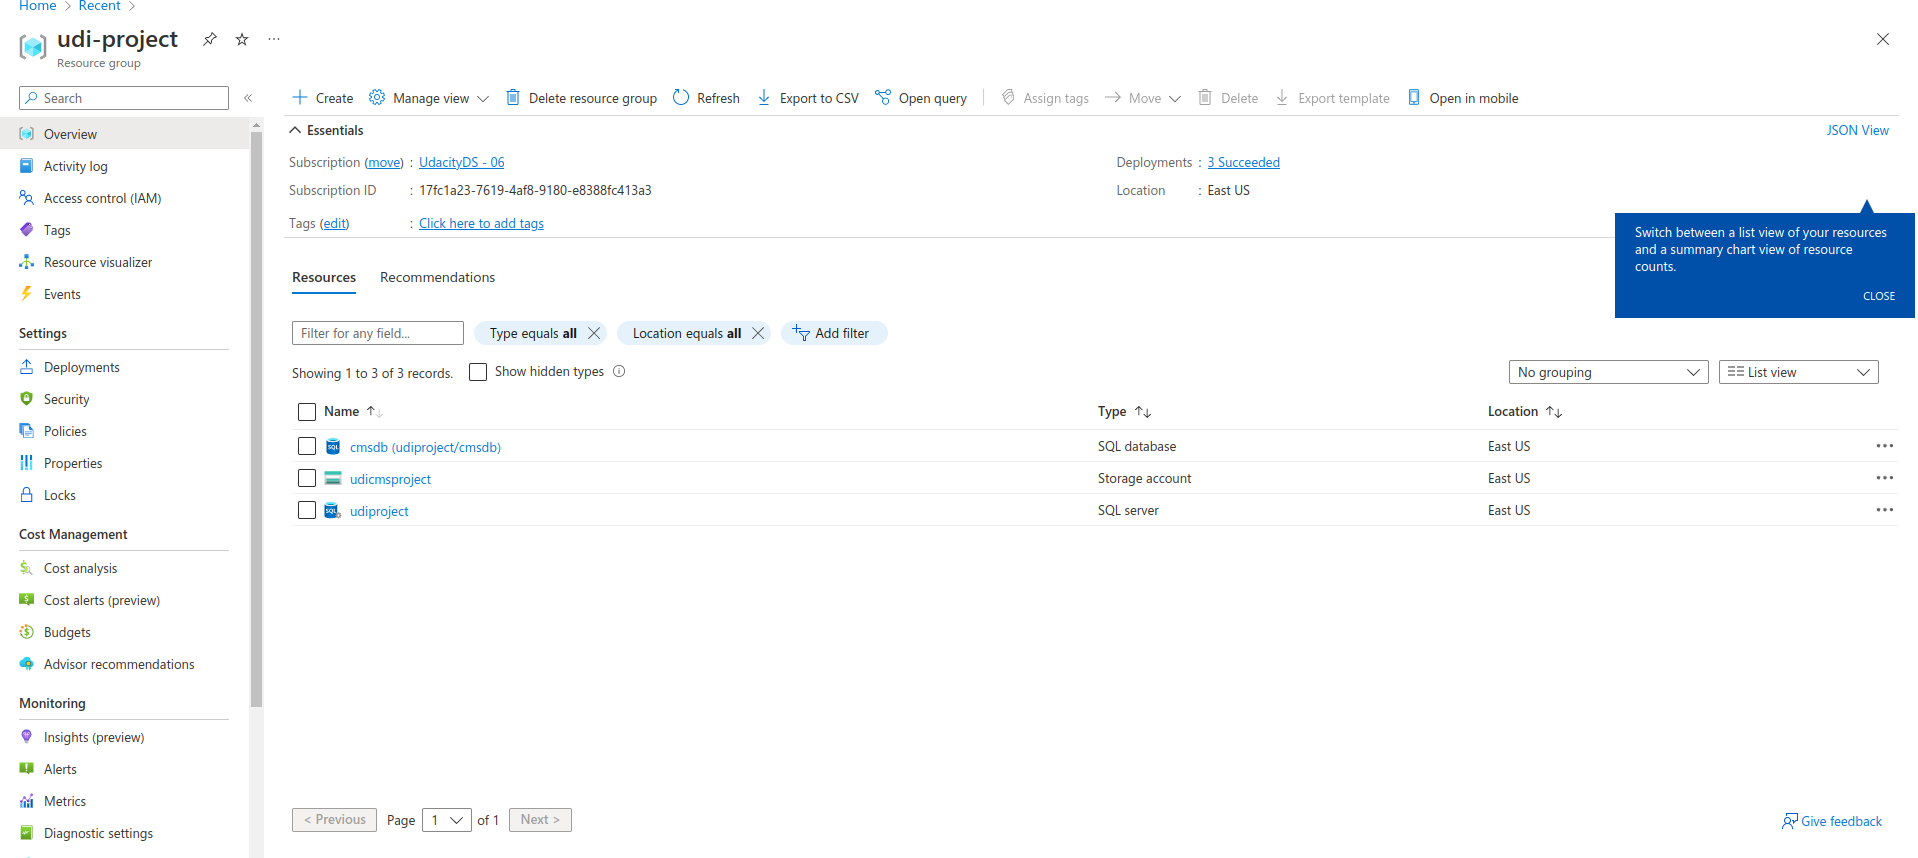 Home > Recent >
udi-project
Resource group
Search
Overview
Activity log
Access control (IAM)
Tags
Resource visualizer
Events
Settings
Deployments
Security
Policies
Properties
Locks
Cost Management
Cost analysis
Cost alerts (preview)
Budgets
Advisor recommendations
Monitoring
Insights (preview)
Alerts
Metrics
Diagnostic settings
Create Manage view Delete resource group Refresh Export to CSV Open query Assign tags Move Delete Export template Open in mobile
Essentials JSON View
Subscription (move) : UdacityDS - 06 Deployments : 3 Succeeded
Subscription ID : 17fc1a23-7619-4af8-9180-e8388fc413a3 Location : East US
Tags (edit) : Click here to add tags
Switch between a list view of your resources
and a summary chart view of resource
counts.
CLOSE
Resources Recommendations
Filter for any field... Type equals all Location equals all Add filter
Showing 1 to 3 of 3 records. Show hidden types No grouping List view
Name Type Location
cmsdb (udiproject/cmsdb) SQL database East US
udicmsproject Storage account East US
udiproject SQL server East US
< Previous Page 1 of 1 Next >
Give feedback